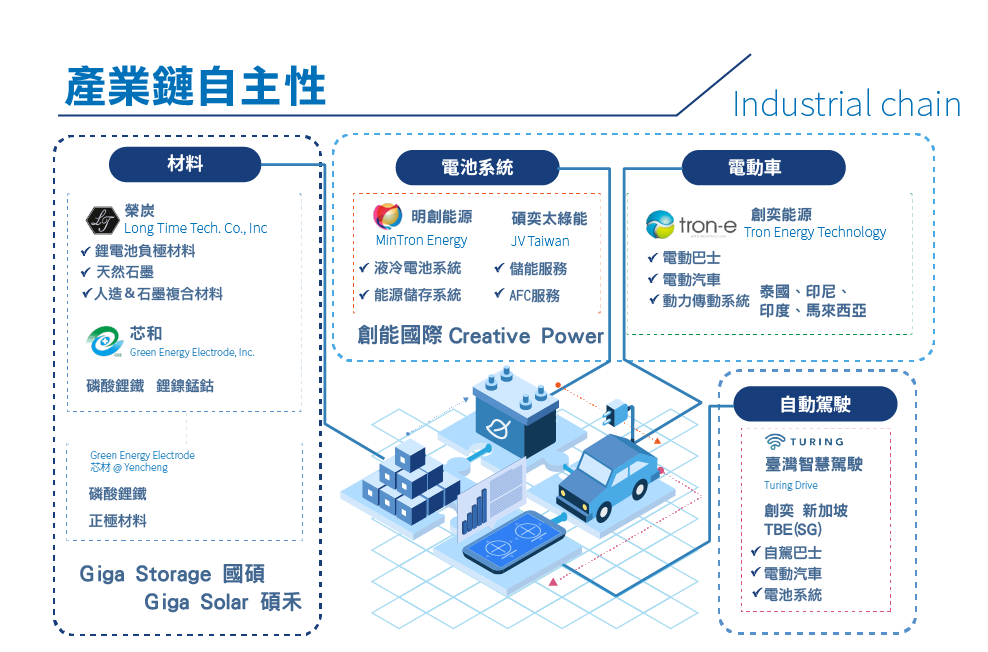 產業鏈自主性
Industrial chain
材料
榮炭
Long Time Tech. Co., Inc
鋰電池負極材料
天然石墨
人造&石墨複合材料
芯和
Green Energy Electrode, Inc.
磷酸鋰鐵 鋰鎳錳鈷
Green Energy Electrode
芯材 @ Yencheng
磷酸鋰鐵
正極材料
Giga Storage 國碩
Giga Solar 碩禾
電池系統
明創能源
MinTron Energy
液冷電池系統
能源儲存系統
碩奕太綠能
JV Taiwan
儲能服務
AFC服務
創能國際 Creative Power
電動車
tron-e
創奕能源
Tron Energy Technology
電動巴士
電動汽車
動力傳動系統
泰國、印尼、
印度、馬來西亞
自動駕駛
TURING
臺灣智慧駕駛
Turing Drive
創奕 新加坡
TBE(SG)
自駕巴士
電動汽車
電池系統